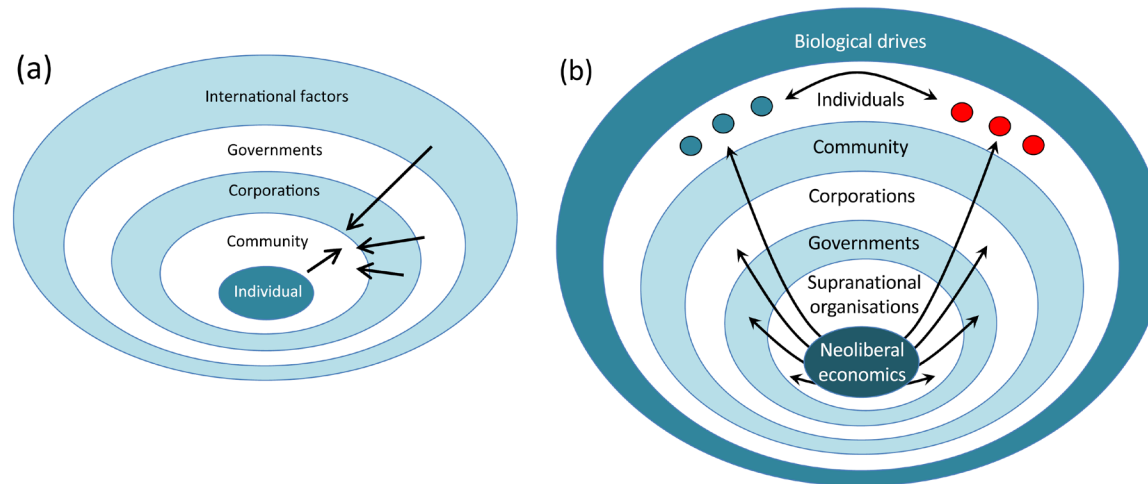 (a)
International factors
Governments
Corporations
Community
Individual
(b)
Biological drives
Individuals
Community
Corporations
Governments
Supranational
organisations
Neoliberal
economics